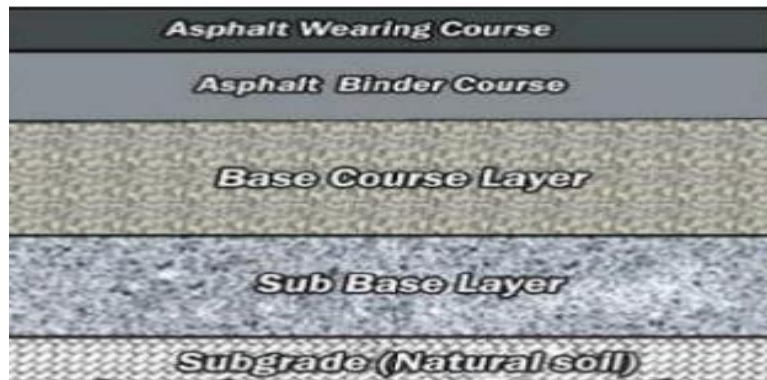 Asphalt Wearing Course
Asphalt Binder Course
Base Course Layer
Sub Base Layer
Subgrade (Natural soil)